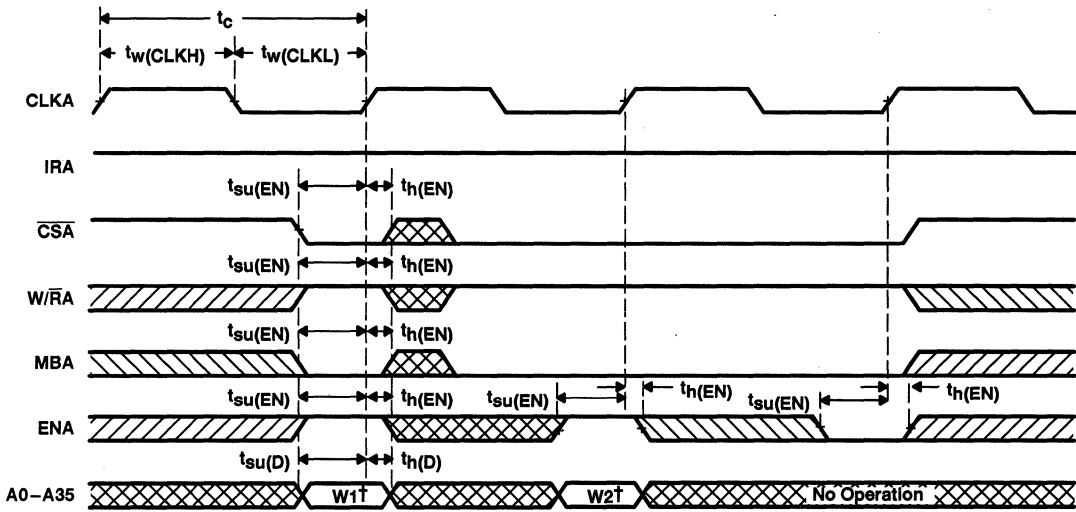 tc
tw(CLKH) tw(CLKL)
CLKA
IRA
tsu(EN) th(EN)
CSA
tsu(EN) th(EN)
W/RA
tsu(EN) th(EN)
MBA
tsu(EN) th(EN) tsu(EN) th(EN) tsu(EN) th(EN)
ENA
tsu(D) th(D)
A0–A35 W1† W2† No Operation